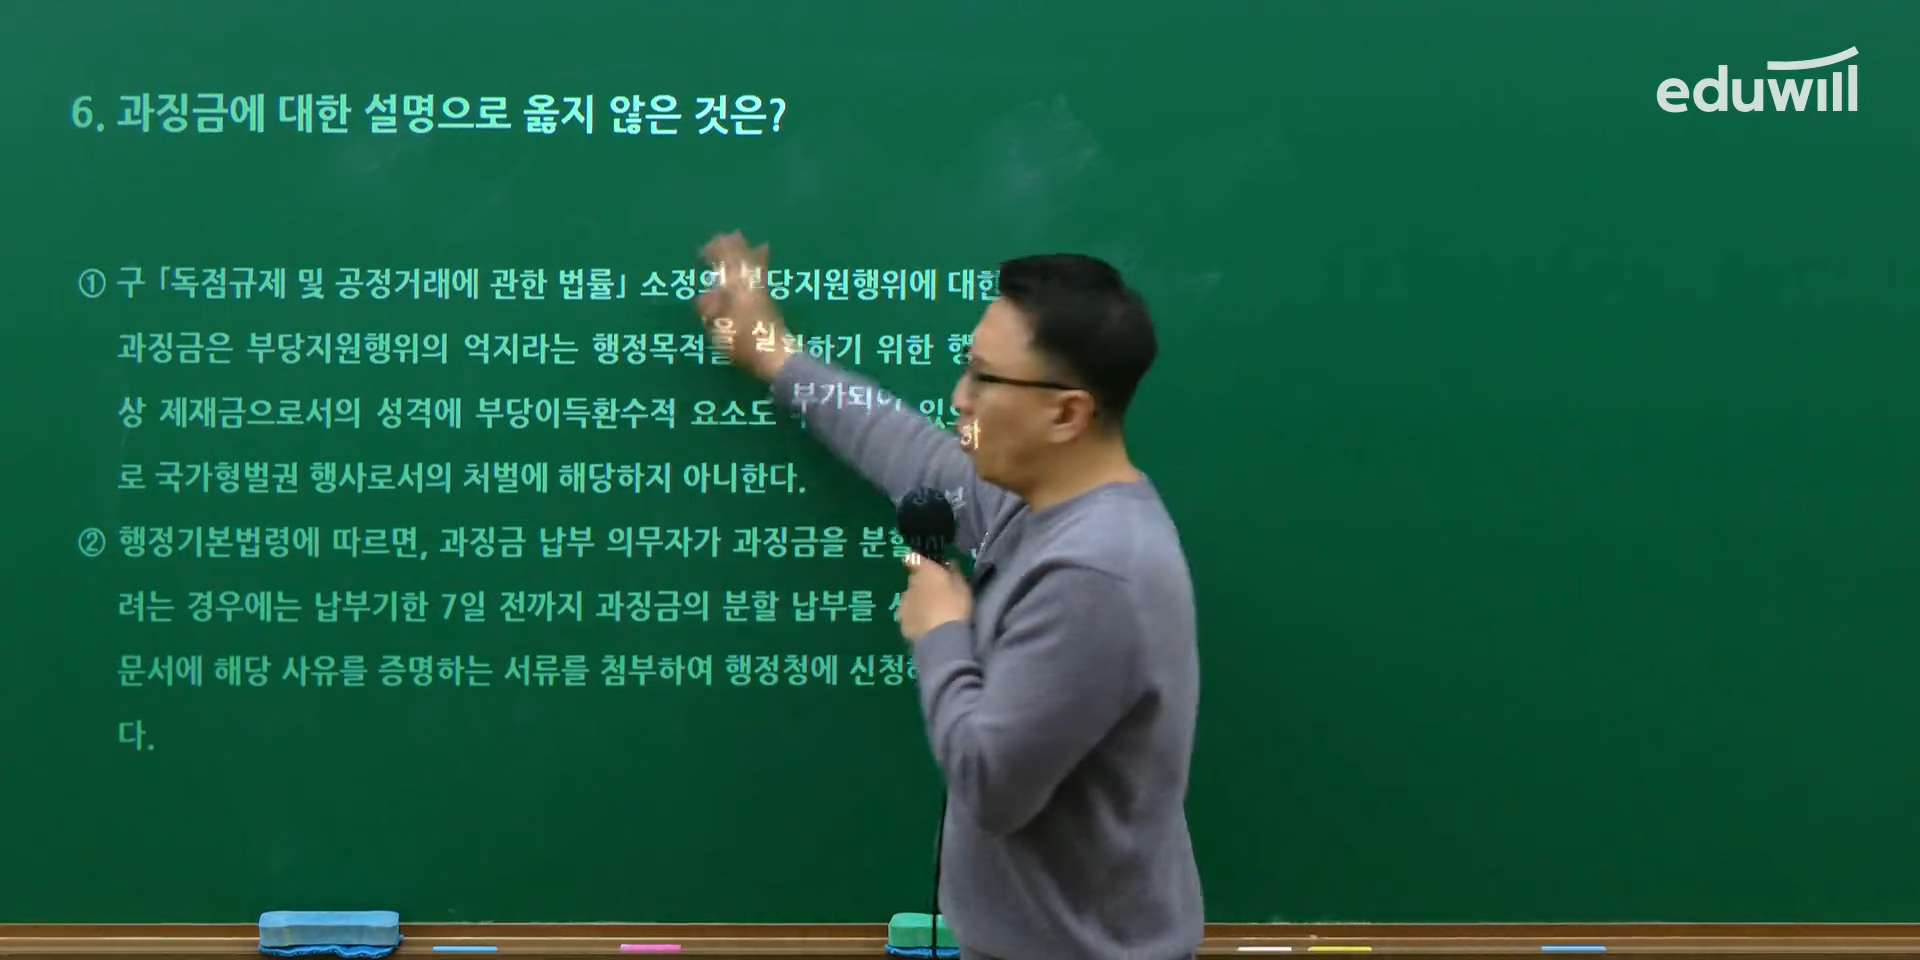 eduwill
6. 과징금에 대한 설명으로 옳지 않은 것은?
① 구 「독점규제 및 공정거래에 관한 법률」 소정의 부당지원행위에 대한
과징금은 부당지원행위의 억지라는 행정목적을 실현하기 위한
상 제재금으로서의 성격에 부당이득환수적 요소도 부가되어
로 국가형벌권 행사로서의 처벌에 해당하지 아니한다.
② 행정기본법령에 따르면, 과징금 납부 의무자가 과징금을
려는 경우에는 납부기한 7일 전까지 과징금의 분할 납부를
문서에 해당 사유를 증명하는 서류를 첨부하여 행정청에
다.